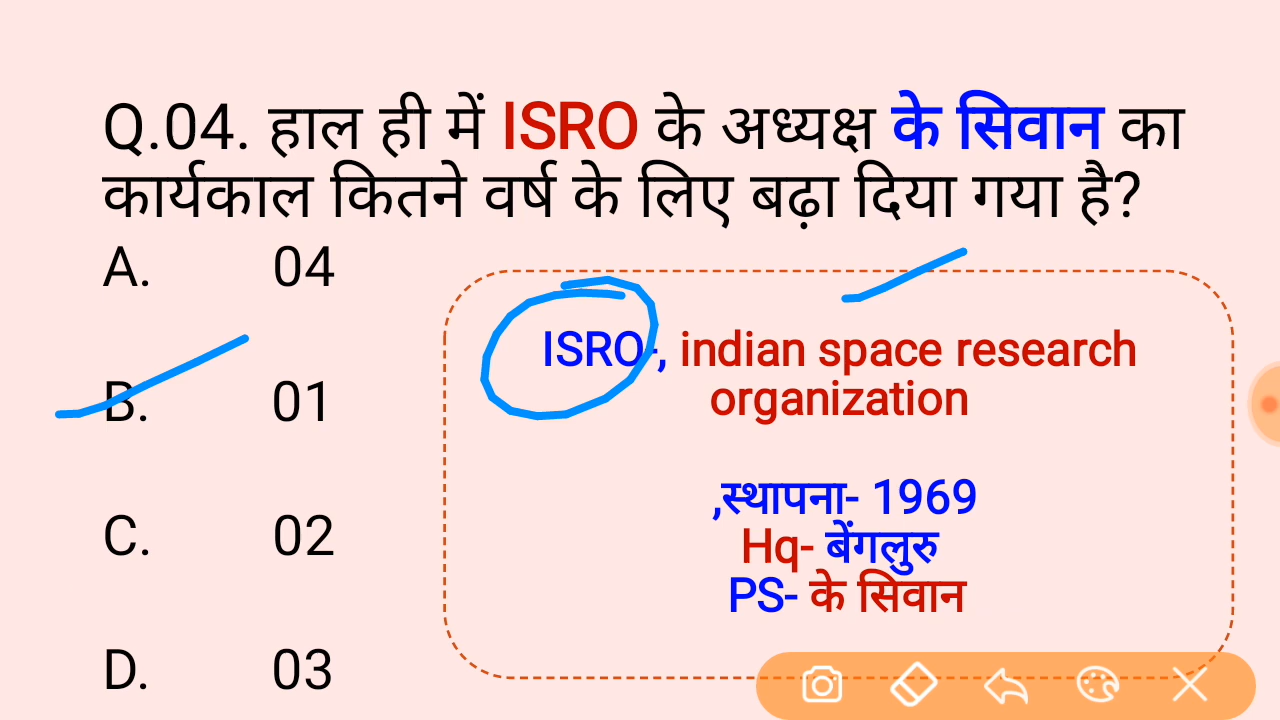 Q.04. हाल ही में ISRO के अध्यक्ष के सिवान का
कार्यकाल कितने वर्ष के लिए बढ़ा दिया गया है?
A. 04
B. 01
C. 02
D. 03
ISRO-, indian space research
organization
,स्थापना- 1969
Hq- बेंगलुरु
PS- के सिवान